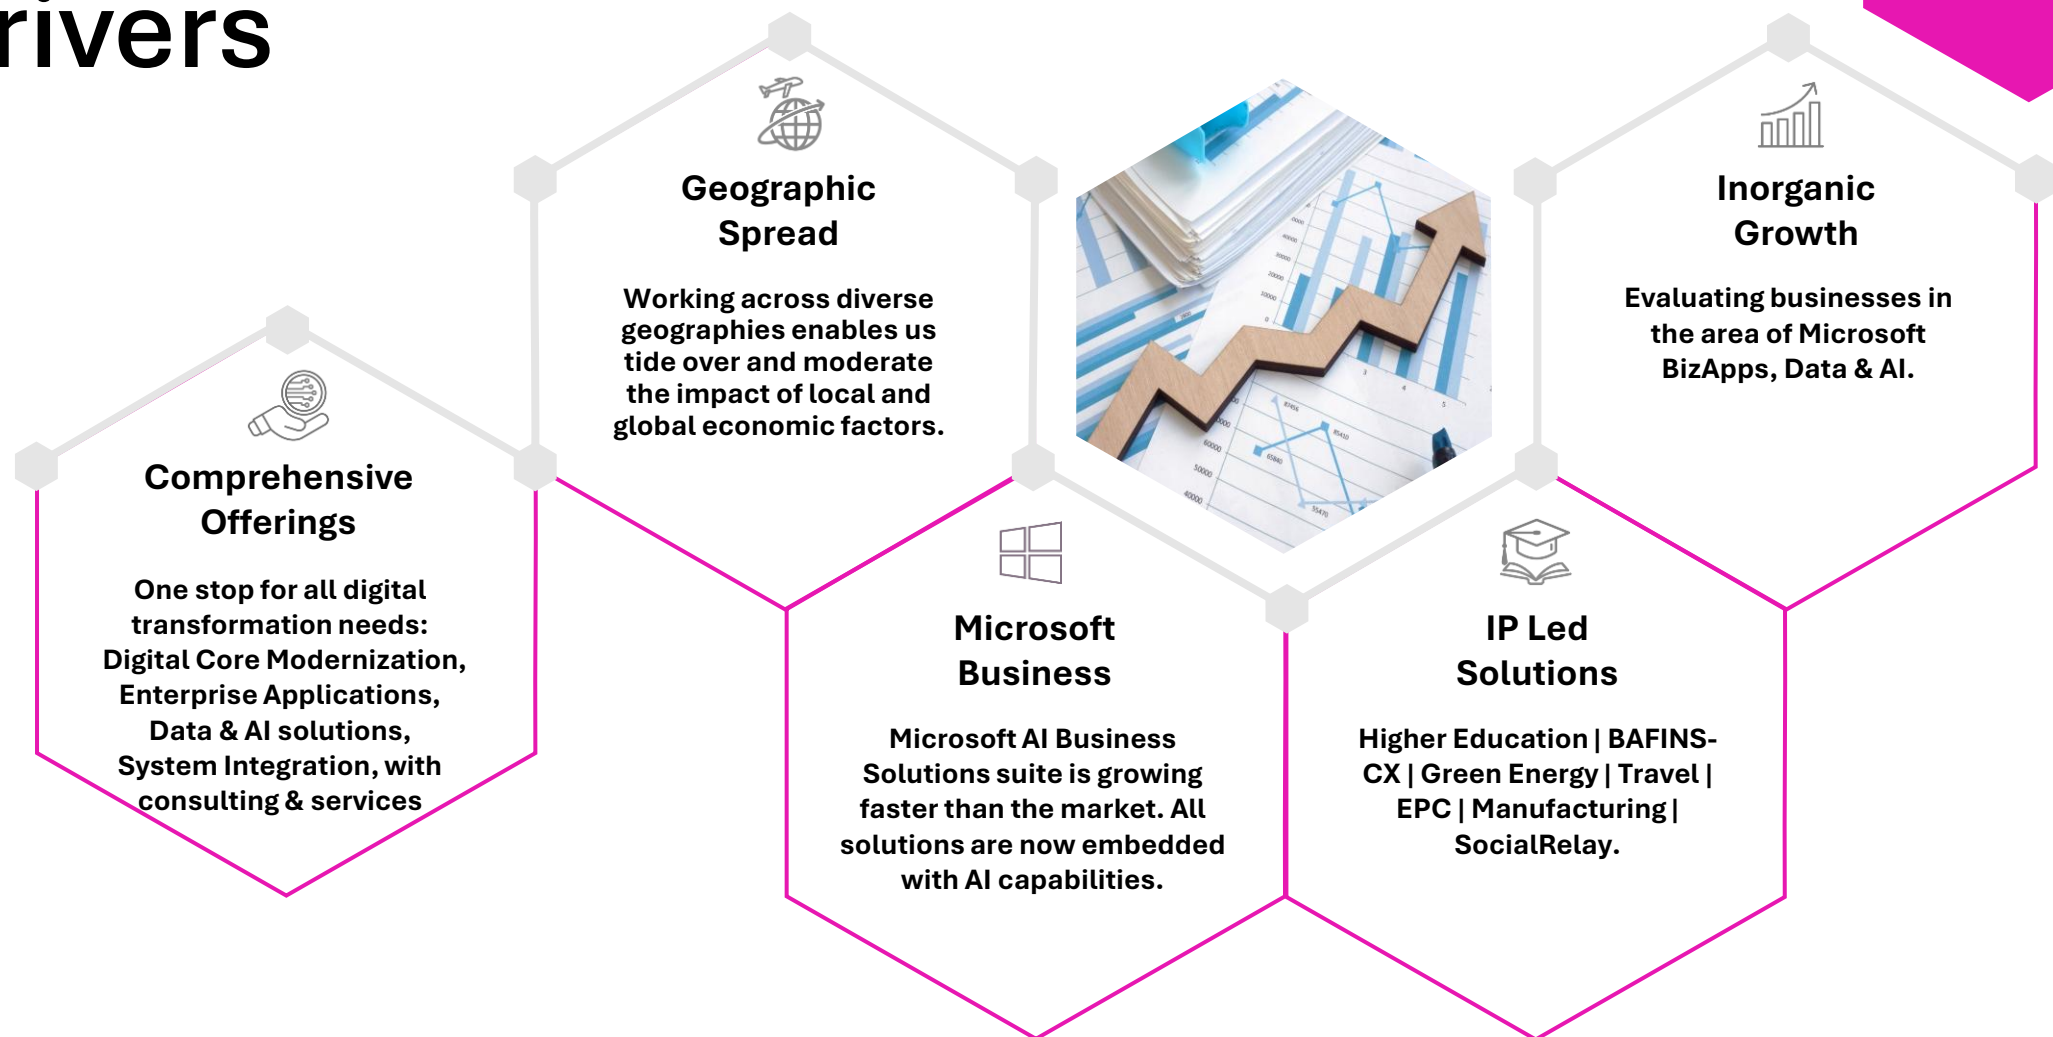 rivers
Comprehensive
Offerings
One stop for all digital
transformation needs:
Digital Core Modernization,
Enterprise Applications,
Data & AI solutions,
System Integration, with
consulting & services
Geographic
Spread
Working across diverse
geographies enables us
tide over and moderate
the impact of local and
global economic factors.
Microsoft
Business
Microsoft AI Business
Solutions suite is growing
faster than the market. All
solutions are now embedded
with AI capabilities.
IP Led
Solutions
Higher Education | BAFINS-
CX | Green Energy | Travel |
EPC | Manufacturing |
SocialRelay.
Inorganic
Growth
Evaluating businesses in
the area of Microsoft
BizApps, Data & AI.